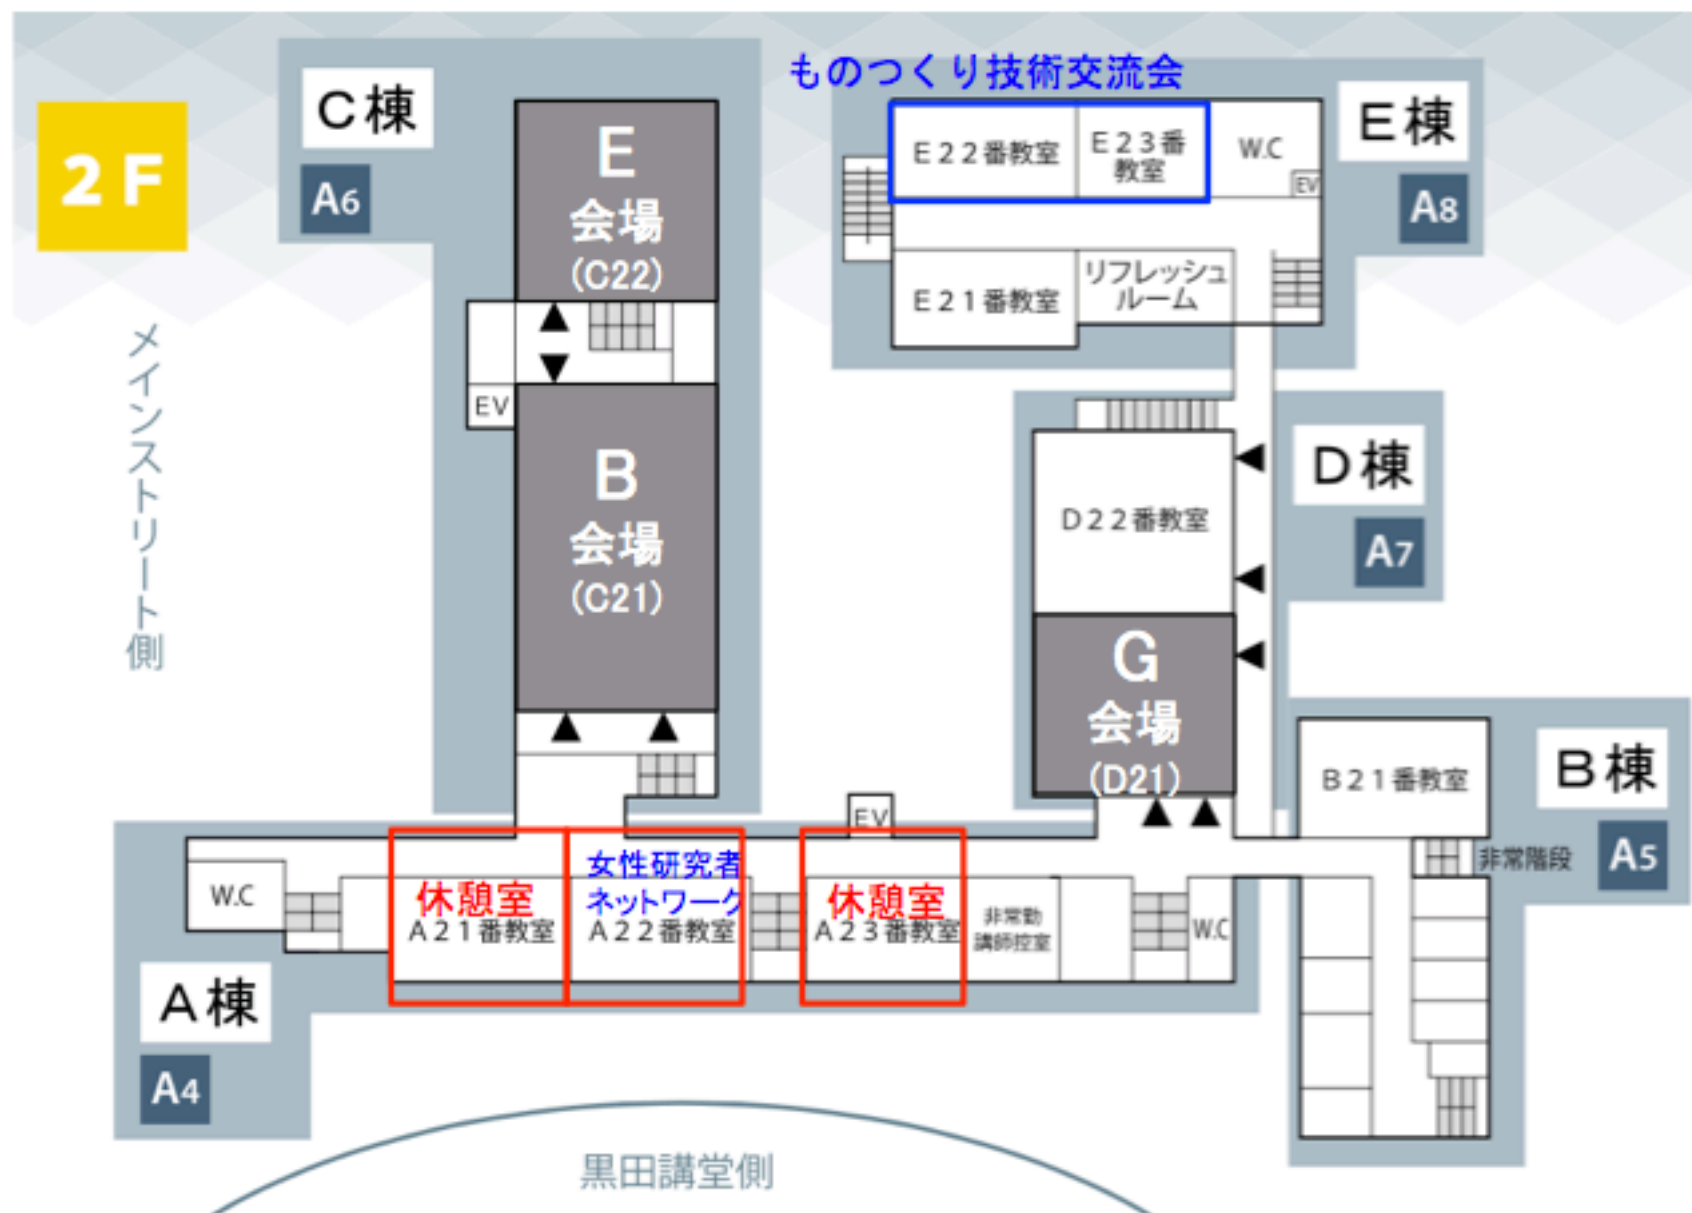 ２Ｆ
メインストリート側
Ｃ棟
A6
E
会場
(C22)
EV
B
会場
(C21)
ものつくり技術交流会
Ｅ２２番教室
Ｅ２３番
教室
W.C
EV
Ｅ棟
A8
Ｅ２１番教室
リフレッシュ
ルーム
Ｄ棟
A7
Ｄ２２番教室
G
会場
(D21)
Ｂ２１番教室
Ｂ棟
A5
非常階段
EV
W.C
休憩室
Ａ２１番教室
女性研究者
ネットワーク
Ａ２２番教室
休憩室
Ａ２３番教室
非常勤
講師控室
W.C
Ａ棟
A4
黒田講堂側